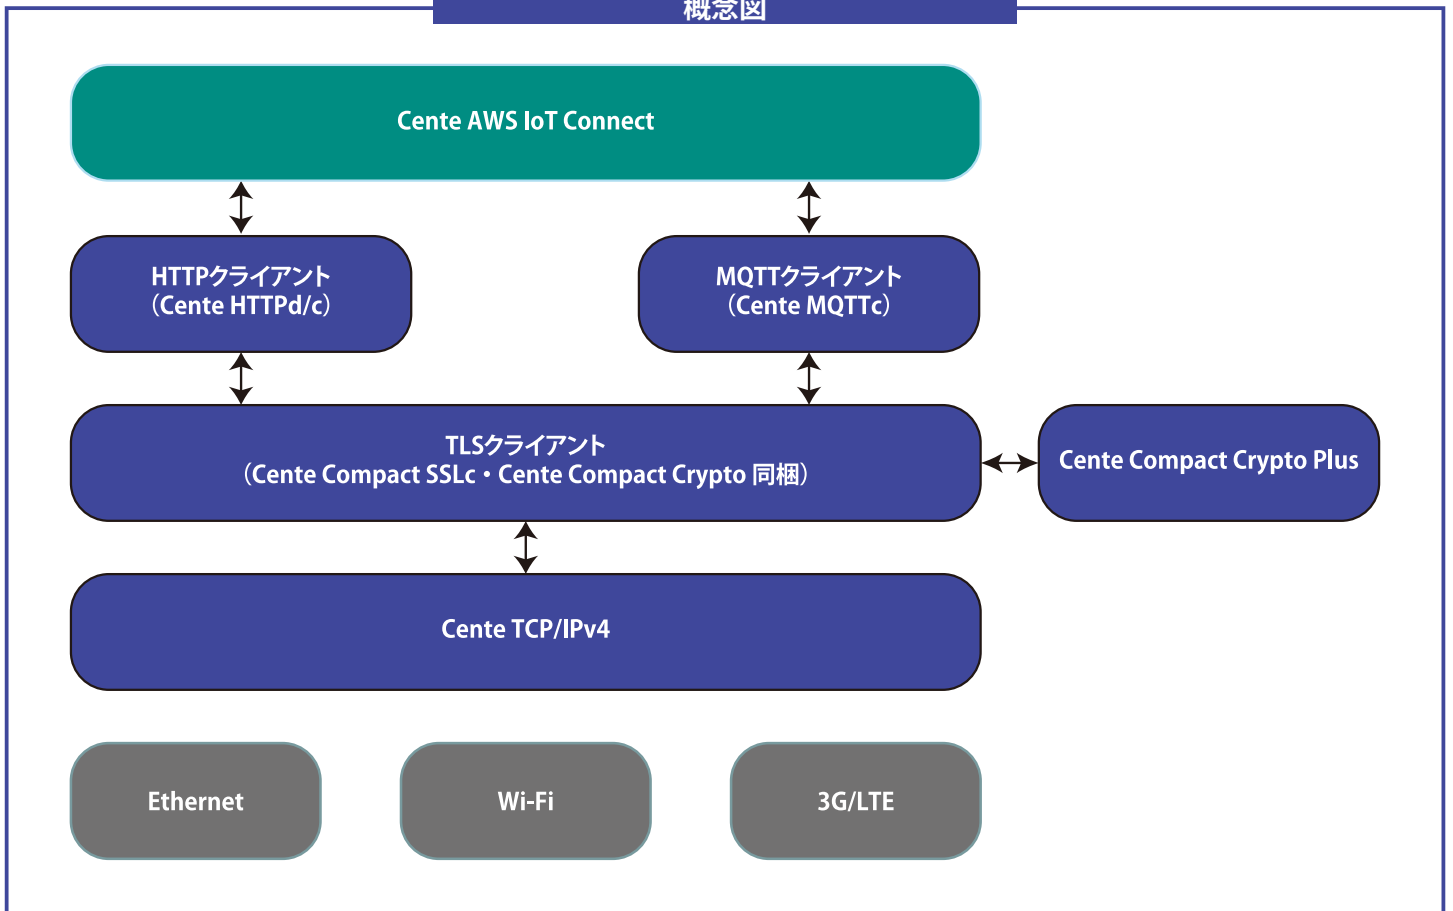 概念図
Cente AWS IoT Connect
HTTPクライアント
（Cente HTTPd/c）
MQTTクライアント
（Cente MQTTc）
TLSクライアント
（Cente Compact SSLc・Cente Compact Crypto 同梱）
Cente Compact Crypto Plus
Cente TCP/IPv4
Ethernet
Wi-Fi
3G/LTE